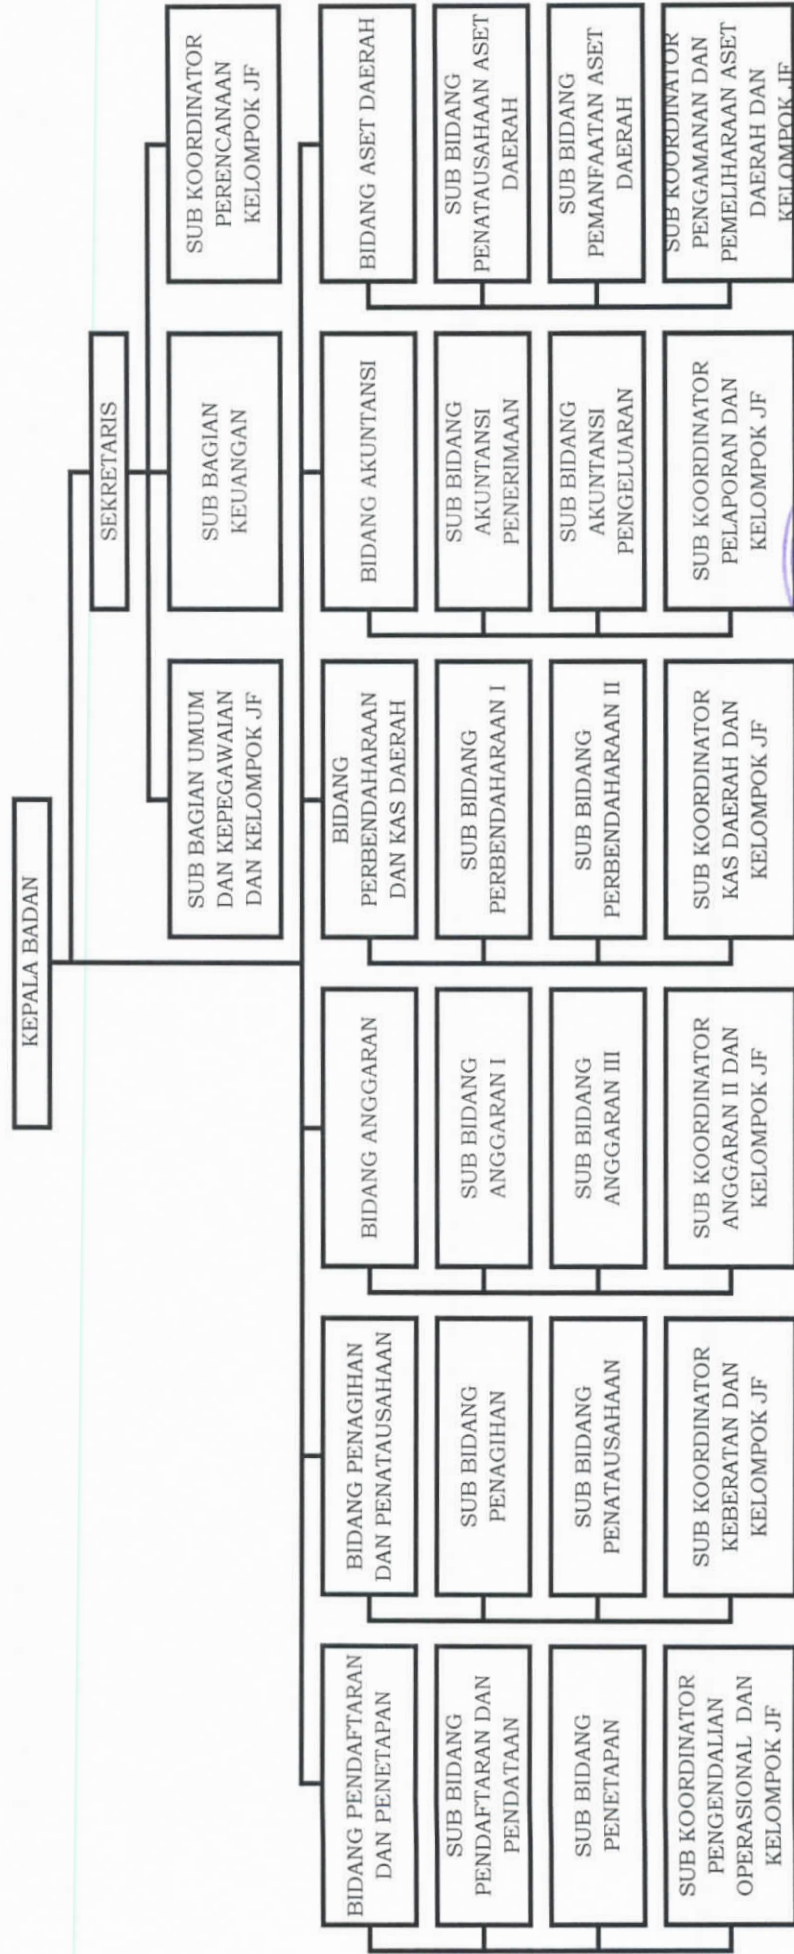 KEPALA BADAN
SEKRETARIS
SUB BAGIAN UMUM
DAN KEPEGAWAIAN
DAN KELOMPOK JF
SUB BAGIAN
KEUANGAN
SUB KOORDINATOR
PERENCANAAN
KELOMPOK JF
BIDANG PENDAFTARAN
DAN PENETAPAN
SUB BIDANG
PENDAFTARAN DAN
PENDATAAN
SUB BIDANG
PENETAPAN
SUB KOORDINATOR
PENGENDALIAN
OPERASIONAL DAN
KELOMPOK JF
BIDANG PENAGIHAN
DAN PENATAUSAHAAN
SUB BIDANG
PENAGIHAN
SUB BIDANG
PENATAUSAHAAN
SUB KOORDINATOR
KEBERATAN DAN
KELOMPOK JF
BIDANG ANGGARAN
SUB BIDANG
ANGGARAN I
SUB BIDANG
ANGGARAN III
SUB KOORDINATOR
ANGGARAN II DAN
KELOMPOK JF
BIDANG
PERBENDAHARAAN
DAN KAS DAERAH
SUB BIDANG
PERBENDAHARAAN I
SUB BIDANG
PERBENDAHARAAN II
SUB KOORDINATOR
KAS DAERAH DAN
KELOMPOK JF
BIDANG AKUNTANSI
SUB BIDANG
AKUNTANSI
PENERIMAAN
SUB BIDANG
AKUNTANSI
PENGELUARAN
SUB KOORDINATOR
PELAPORAN DAN
KELOMPOK JF
BIDANG ASET DAERAH
SUB BIDANG
PENATAUSAHAAN ASET
DAERAH
SUB BIDANG
PEMANFAATAN ASET
DAERAH
SUB KOORDINATOR
PENGAMANAN DAN
PEMELIHARAAN ASET
DAERAH DAN
KELOMPOK JF